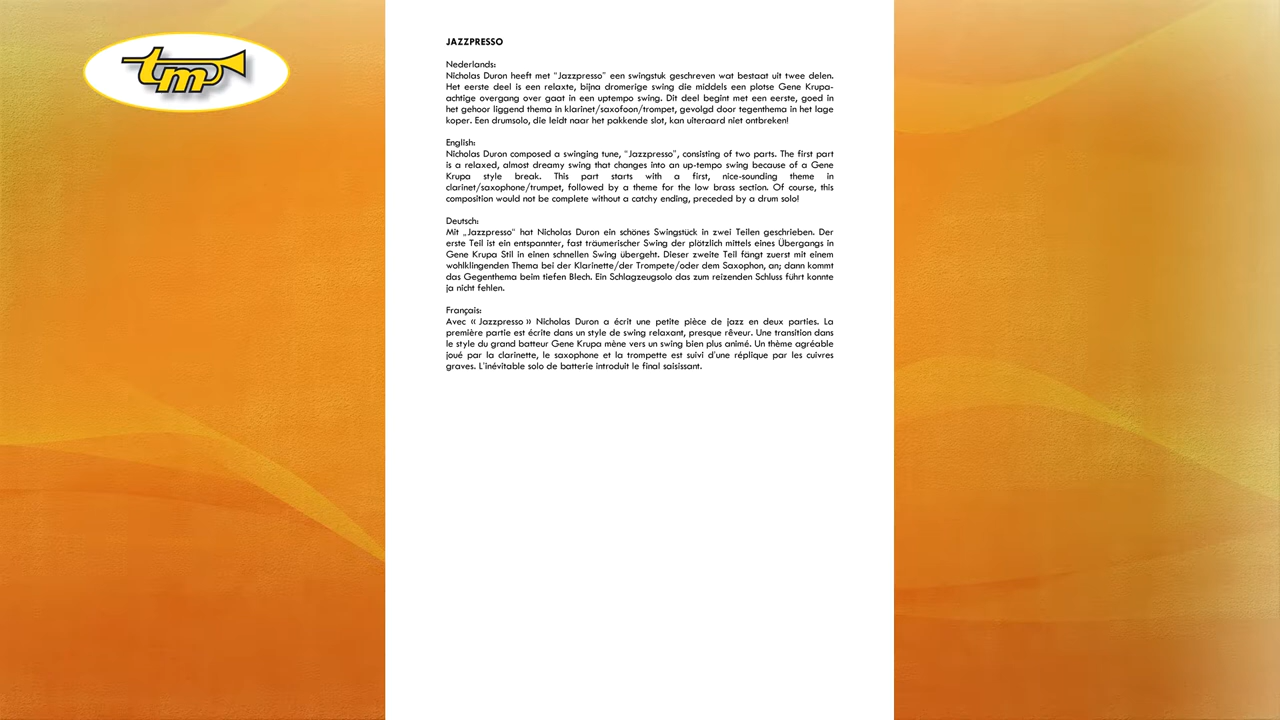 tm
JAZZPRESSO
Nederlands:
Nicholas Duron heeft met "Jazzpresso" een swingstuk geschreven wat bestaat uit twee delen.
Het eerste deel is een relaxte, bijna dromerige swing die middels een plotse Gene Krupa-
achtige overgang over gaat in een uptempo swing. Dit deel begint met een eerste, goed in
het gehoor liggend thema in klarinet/saxofoon/trompet, gevolgd door tegenthema in het lage
koper. Een drumsolo, die leidt naar het pakkende slot, kan uiteraard niet ontbreken!
English:
Nicholas Duron composed a swinging tune, "Jazzpresso", consisting of two parts. The first part
is a relaxed, almost dreamy swing that changes into an up-tempo swing because of a Gene
Krupa style break. This part starts with a first, nice-sounding theme in
clarinet/saxophone/trumpet, followed by a theme for the low brass section. Of course, this
composition would not be complete without a catchy ending, preceded by a drum solo!
Deutsch:
Mit „Jazzpresso" hat Nicholas Duron ein schönes Swingstück in zwei Teilen geschrieben. Der
erste Teil ist ein entspannter, fast träumerischer Swing der plötzlich mittels eines Übergangs in
Gene Krupa Stil in einen schnellen Swing übergeht. Dieser zweite Teil fängt zuerst mit einem
wohlklingenden Thema bei der Klarinette/der Trompete/oder dem Saxophon, an; dann kommt
das Gegenthema beim tiefen Blech. Ein Schlagzeugsolo das zum reizenden Schluss führt konnte
ja nicht fehlen.
Français:
Avec « Jazzpresso » Nicholas Duron a écrit une petite pièce de jazz en deux parties. La
première partie est écrite dans un style de swing relaxant, presque rêveur. Une transition dans
le style du grand batteur Gene Krupa mène vers un swing bien plus animé. Un thème agréable
joué par la clarinette, le saxophone et la trompette est suivi d'une réplique par les cuivres
graves. L'inévitable solo de batterie introduit le final saisissant.